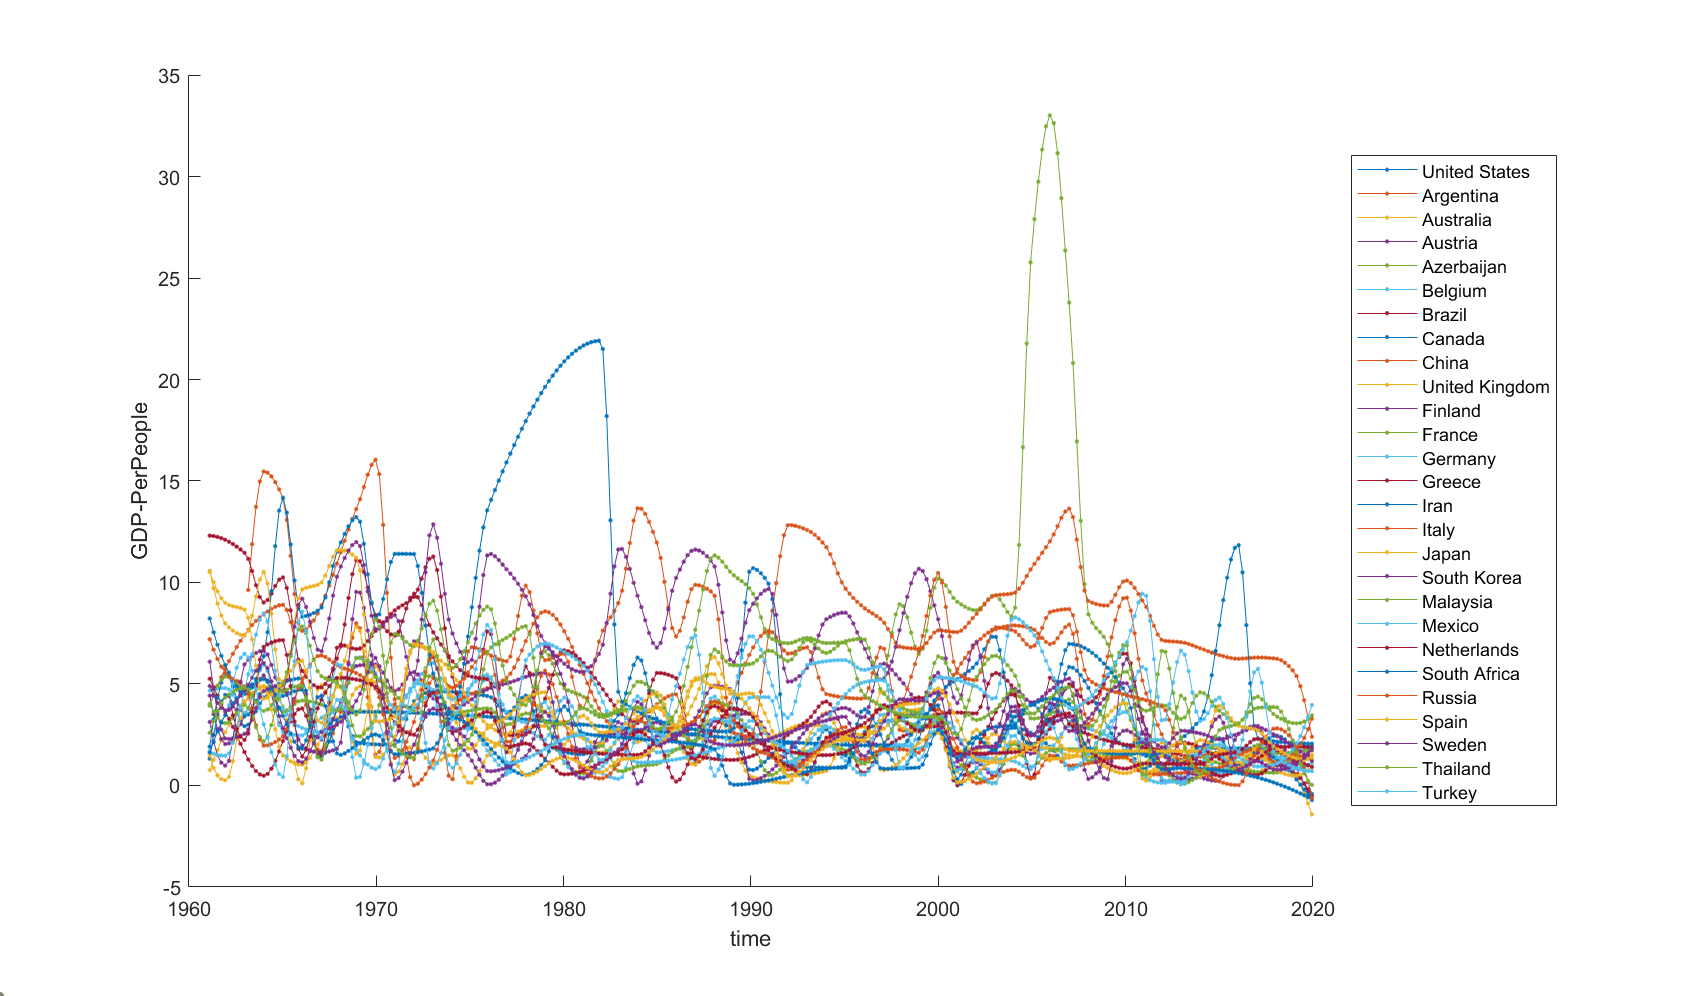 35
30
25
20
15
10
5
0
-5
GDP-PerPeople
1960 1970 1980 1990 2000 2010 2020
time
United States
Argentina
Australia
Austria
Azerbaijan
Belgium
Brazil
Canada
China
United Kingdom
Finland
France
Germany
Greece
Iran
Italy
Japan
South Korea
Malaysia
Mexico
Netherlands
South Africa
Russia
Spain
Sweden
Thailand
Turkey